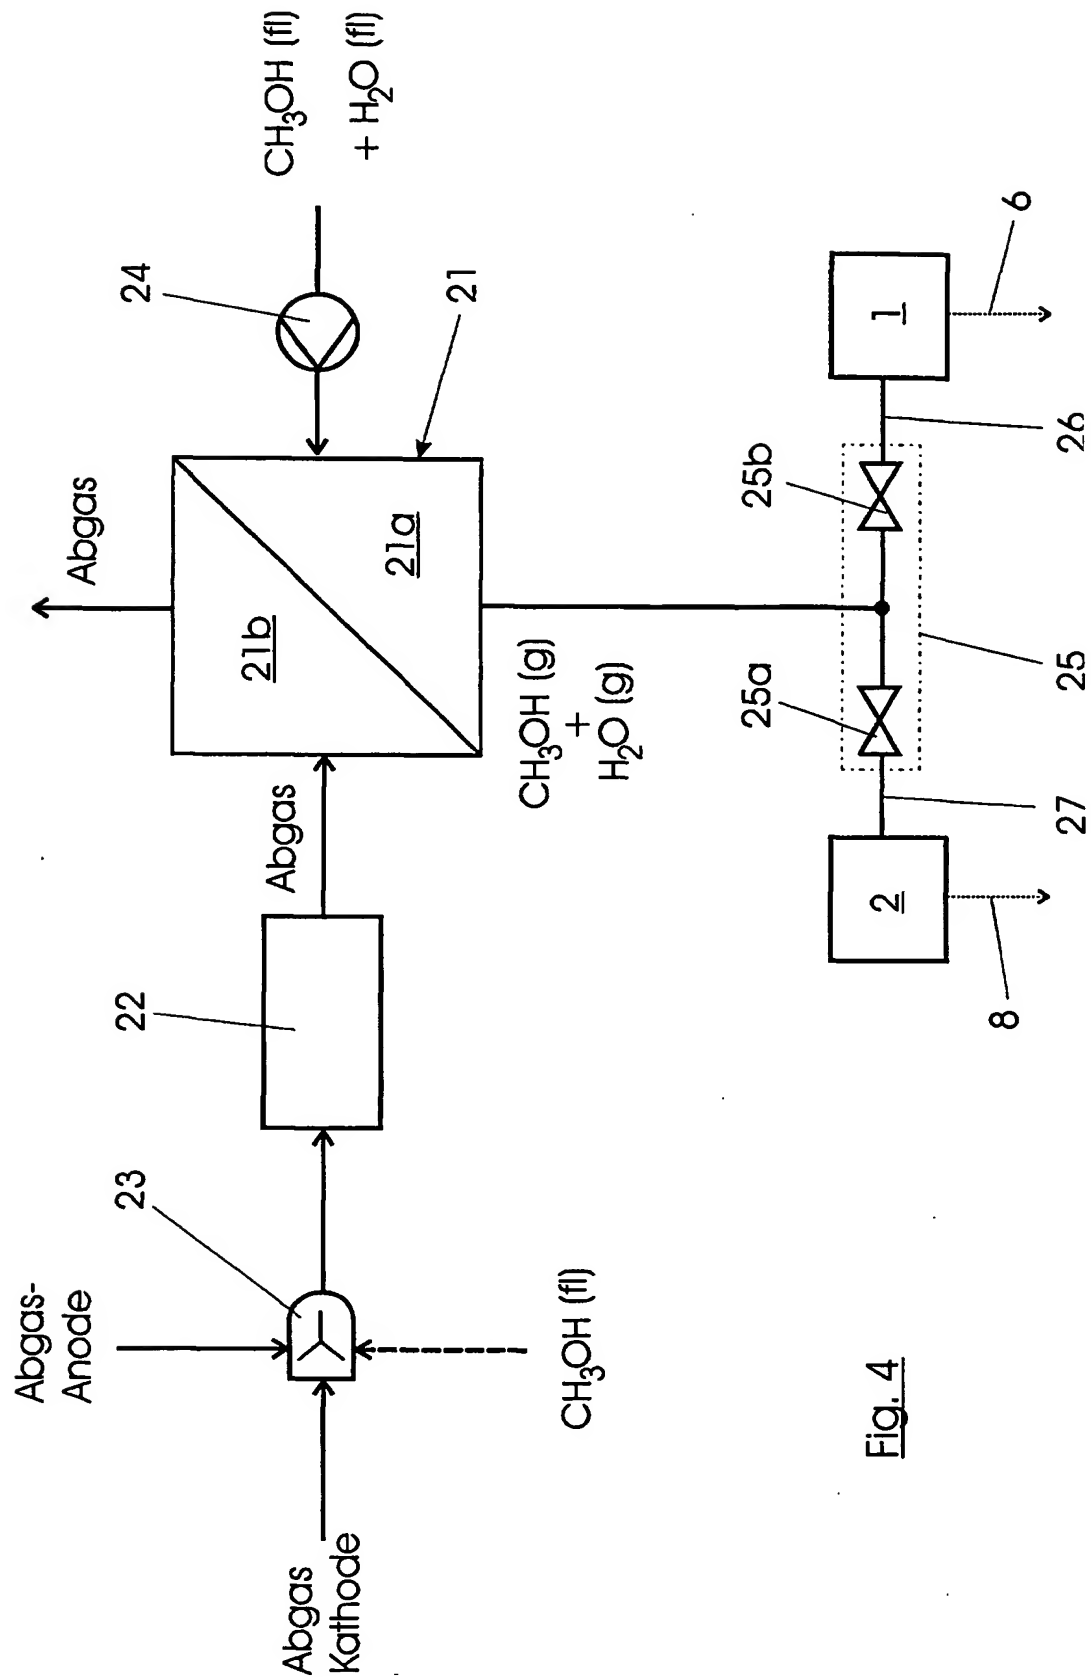 Abgas-
Anode
Abgas
Kathode
23
CH3OH (fl)
22
Abgas
Abgas
21b
21a
21
24
CH3OH (fl)
+ H2O (fl)
CH3OH (g)
+
H2O (g)
25a
25b
2
1
27
25
26
8
6
Fig. 4